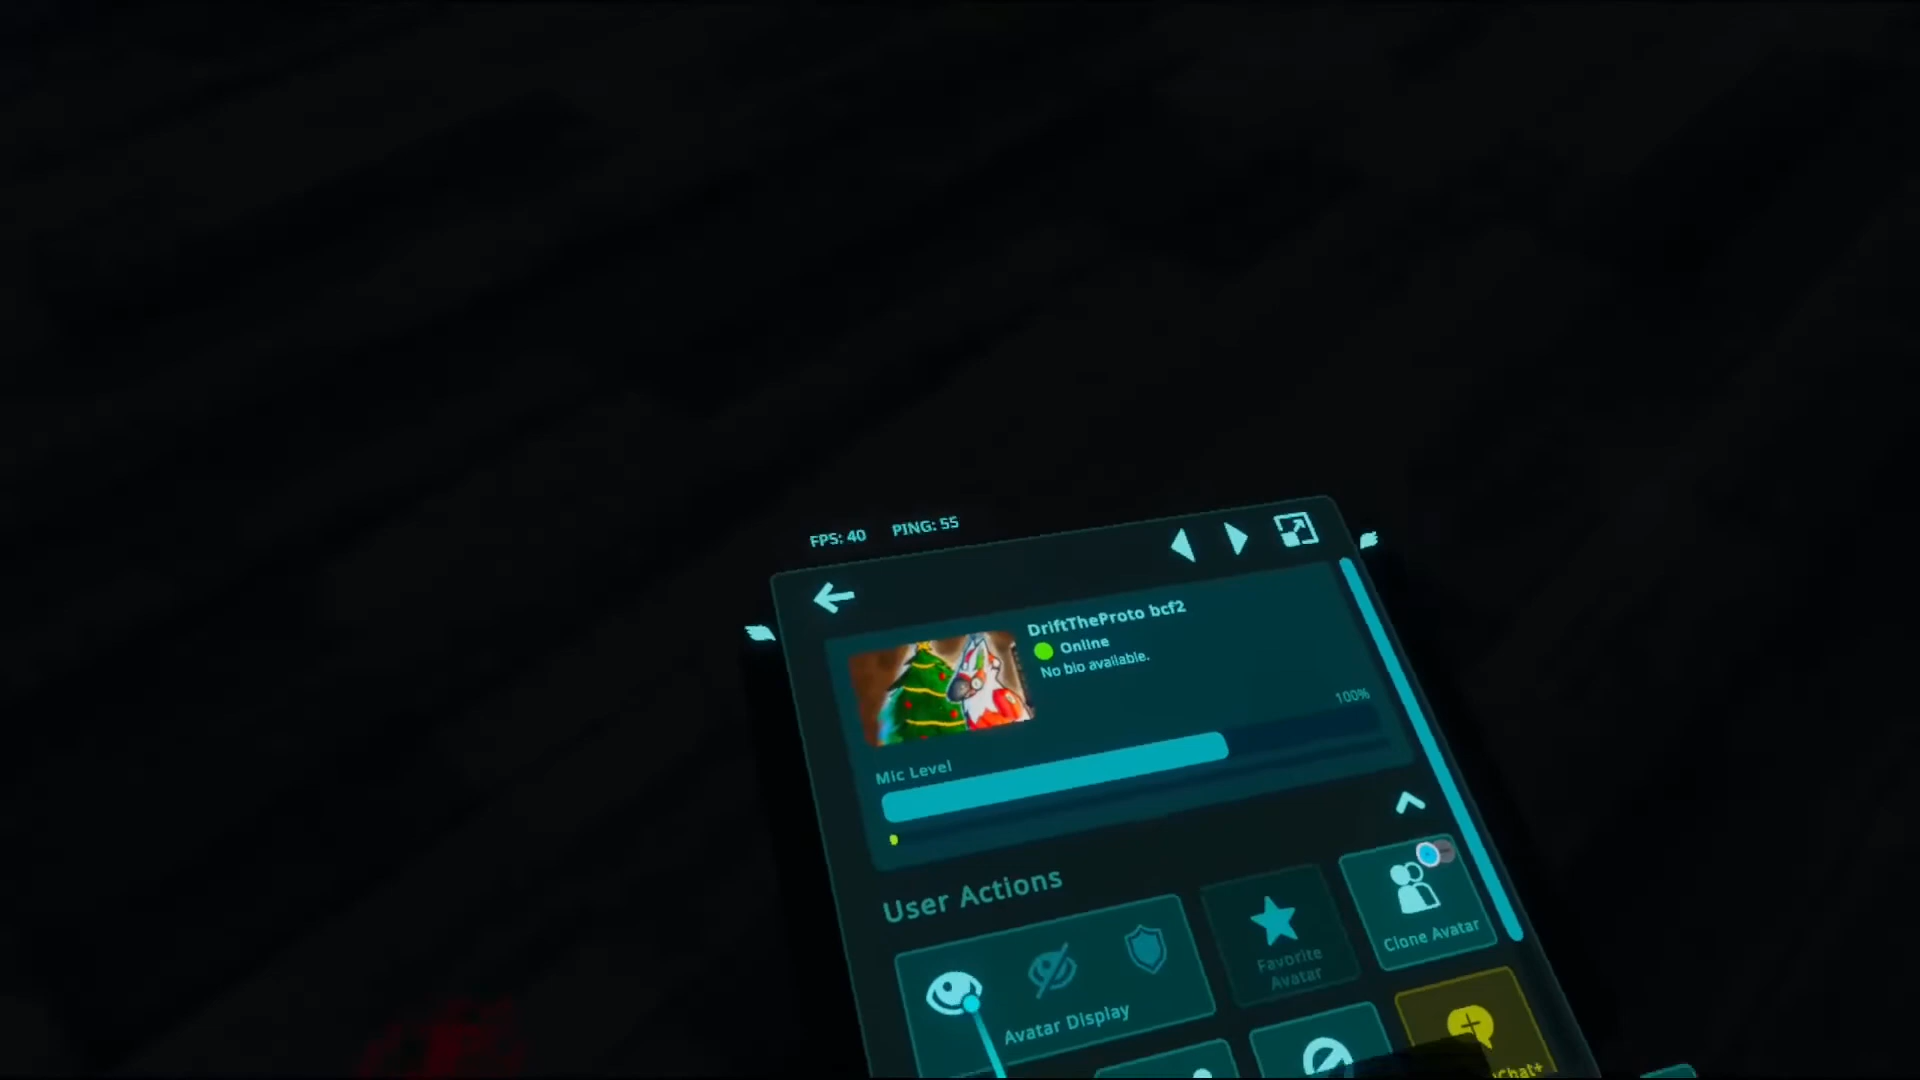 FPS: 40 PING: 55
DriftTheProto bcf2
Online
No bio available.
100%
Mic Level
User Actions
Avatar Display
Favorite
Avatar
Clone Avatar
Chat+